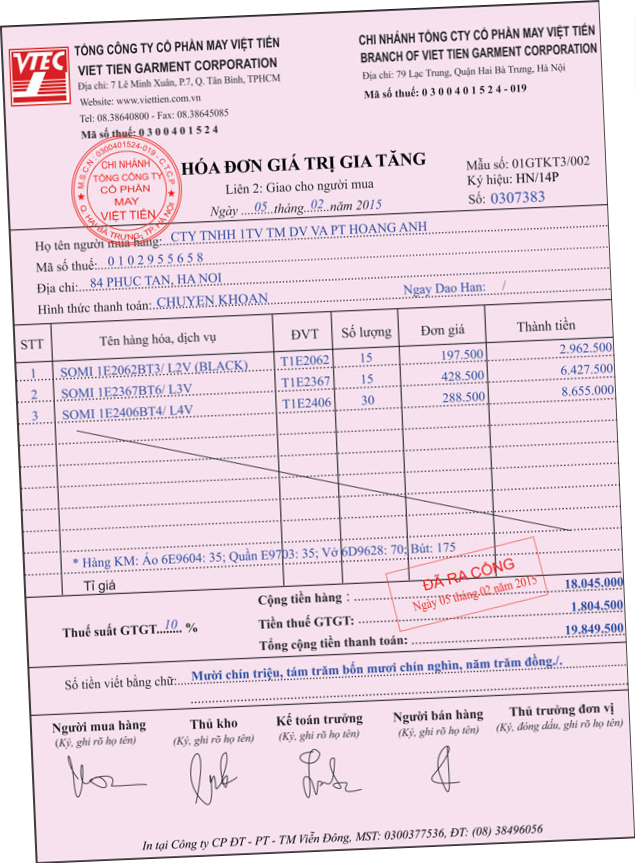 VTEC
TỔNG CÔNG TY CỔ PHẦN MAY VIỆT TIẾN
VIET TIEN GARMENT CORPORATION
Địa chỉ: 7 Lê Minh Xuân, P.7, Q. Tân Bình, TPHCM
Website: www.viettien.com.vn
Tel: 08.38640800 - Fax: 08.38645085
Mã số thuế: 0 3 0 0 4 0 1 5 2 4
CHI NHÁNH TỔNG CTY CỔ PHẦN MAY VIỆT TIẾN
BRANCH OF VIET TIEN GARMENT CORPORATION
Địa chỉ: 79 Lạc Trung, Quận Hai Bà Trưng, Hà Nội
Mã số thuế: 0 3 0 0 4 0 1 5 2 4 - 019
M.S.C.N : 0300401524-019 - C.T.C.P
CHI NHÁNH
TỔNG CÔNG TY
CỔ PHẦN
MAY
VIỆT TIẾN
Q. HAI BÀ TRƯNG, TP. HÀ NỘI
HÓA ĐƠN GIÁ TRỊ GIA TĂNG
Liên 2: Giao cho người mua
Ngày .....05..tháng..02..năm 2015
Mẫu số: 01GTKT3/002
Ký hiệu: HN/14P
Số: 0307383
Họ tên người mua hàng: CTY TNHH 1TV TM DV VA PT HOANG ANH
Mã số thuế: 0 1 0 2 9 5 5 6 5 8
Địa chỉ: 84 PHUC TAN, HA NOI
Hình thức thanh toán: CHUYEN KHOAN Ngay Dao Han: /
STT Tên hàng hóa, dịch vụ ĐVT Số lượng Đơn giá Thành tiền
1 SOMI 1E2062BT3/ L2V (BLACK) T1E2062 15 197.500 2.962.500
2 SOMI 1E2367BT6/ L3V T1E2367 15 428.500 6.427.500
3 SOMI 1E2406BT4/ L4V T1E2406 30 288.500 8.655.000
* Hàng KM: Áo 6E9604: 35; Quần E9703: 35; Vở 6D9628: 70; Bút: 175
Tỉ giá
ĐÃ RA CỔNG
Ngày 05 tháng 02 năm 2015
Cộng tiền hàng : 18.045.000
Thuế suất GTGT...10... % Tiền thuế GTGT: 1.804.500
Tổng cộng tiền thanh toán: 19.849.500
Số tiền viết bằng chữ: Mười chín triệu, tám trăm bốn mươi chín nghìn, năm trăm đồng./.
Người mua hàng Thủ kho Kế toán trưởng Người bán hàng Thủ trưởng đơn vị
(Ký, ghi rõ họ tên) (Ký, ghi rõ họ tên) (Ký, ghi rõ họ tên) (Ký, ghi rõ họ tên) (Ký, đóng dấu, ghi rõ họ tên)
In tại Công ty CP ĐT - PT - TM Viễn Đông, MST: 0300377536, ĐT: (08) 38496056